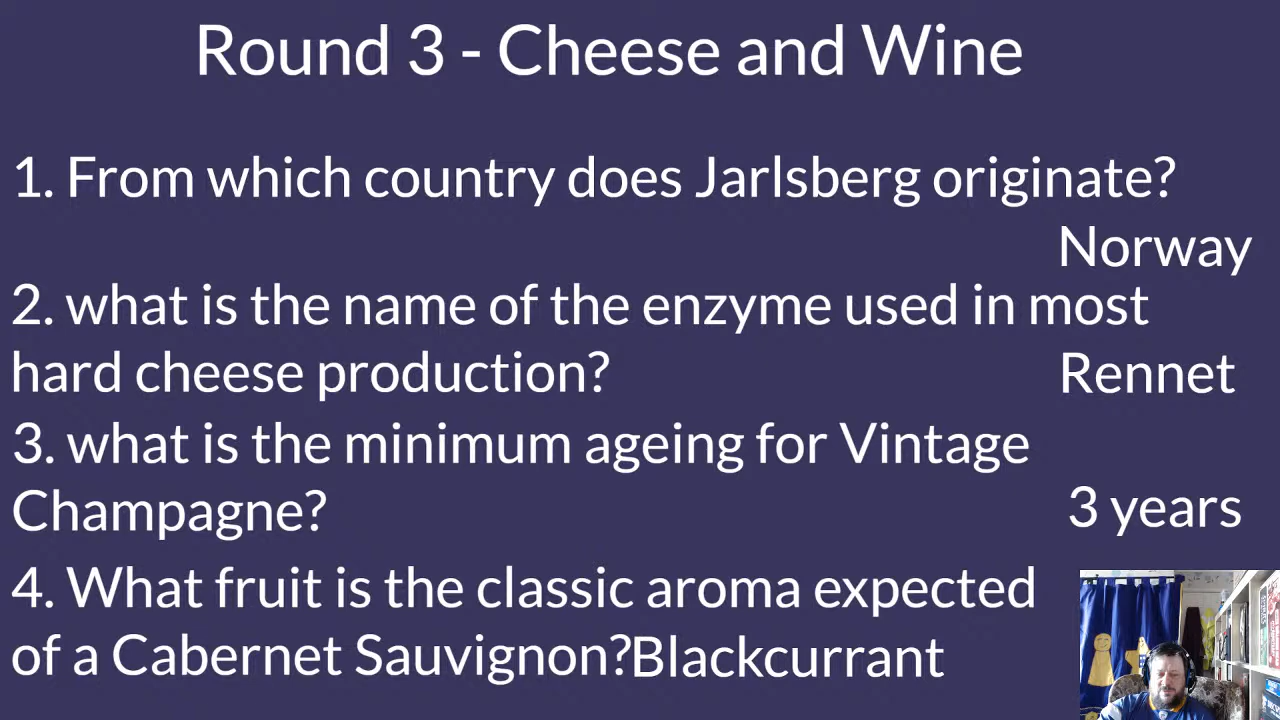 Round 3 - Cheese and Wine
1. From which country does Jarlsberg originate?
Norway
2. what is the name of the enzyme used in most
hard cheese production?
Rennet
3. what is the minimum ageing for Vintage
Champagne?
3 years
4. What fruit is the classic aroma expected
of a Cabernet Sauvignon?Blackcurrant